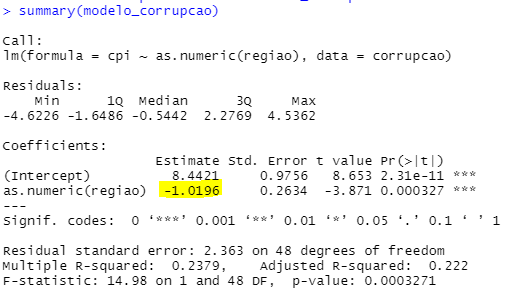 > summary(modelo_corrupcao)
Call:
lm(formula = cpi ~ as.numeric(regiao), data = corrupcao)
Residuals:
    Min      1Q  Median      3Q     Max
-4.6226 -1.6486 -0.5442  2.2769  4.5362
Coefficients:
                   Estimate Std. Error t value Pr(>|t|)
(Intercept)          8.4421     0.9756   8.653 2.31e-11 ***
as.numeric(regiao)  -1.0196     0.2634  -3.871 0.000327 ***
---
Signif. codes:  0 ‘***’ 0.001 ‘**’ 0.01 ‘*’ 0.05 ‘.’ 0.1 ‘ ’ 1
Residual standard error: 2.363 on 48 degrees of freedom
Multiple R-squared:  0.2379,    Adjusted R-squared:  0.222
F-statistic: 14.98 on 1 and 48 DF,  p-value: 0.0003271